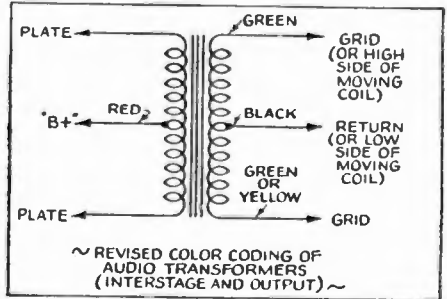 PLATE
"B+"
RED
PLATE
GREEN
GRID
(OR HIGH
SIDE OF
MOVING
COIL)
BLACK
RETURN
(OR LOW
SIDE OF
MOVING
COIL)
GREEN
OR
YELLOW
GRID
~ REVISED COLOR CODING OF
AUDIO TRANSFORMERS
(INTERSTAGE AND OUTPUT) ~